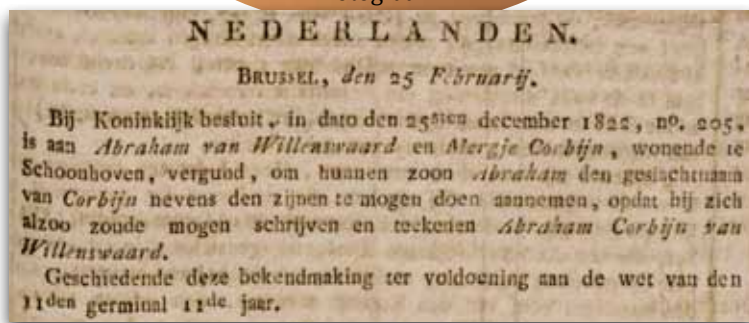 NEDERLANDEN.
BRUSSEL, den 25 Februarij.
Bij Koninklijk besluit, in dato den 25sten december 1822, no. 205,
is aan Abraham van Willenswaard en Mergje Corbijn, wonende te
Schoonhoven, vergund, om hunnen zoon Abraham den geslachtnaam
van Corbijn nevens den zijnen te mogen doen aannemen, opdat hij zich
alzoo zoude mogen schrijven en teekenen Abraham Corbijn van
Willenswaard.
Geschiedende deze bekendmaking ter voldoening aan de wet van den
11den germinal 11de jaar.